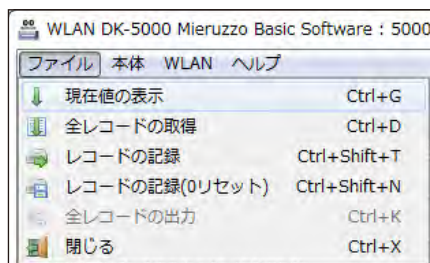 WLAN DK-5000 Mieruzzo Basic Software : 5000
ファイル 本体 WLAN ヘルプ
現在値の表示 Ctrl+G
全レコードの取得 Ctrl+D
レコードの記録 Ctrl+Shift+T
レコードの記録(0リセット) Ctrl+Shift+N
全レコードの出力 Ctrl+K
閉じる Ctrl+X